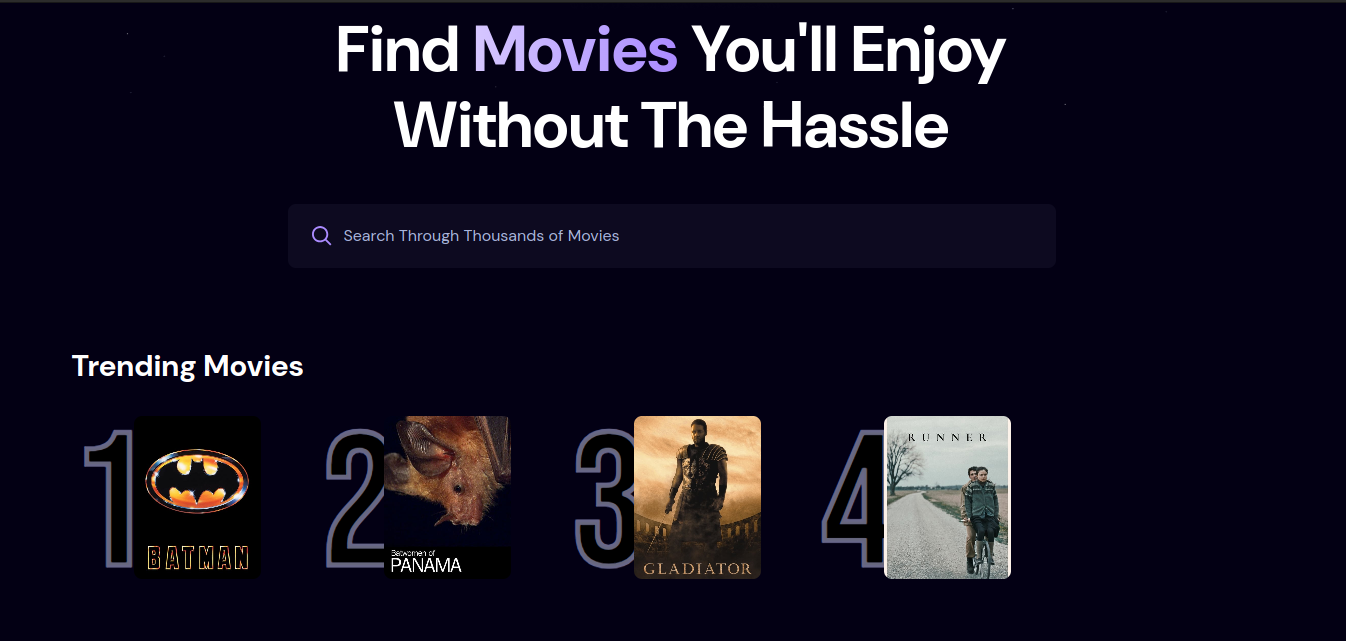 Find Movies You'll Enjoy
Without The Hassle
Search Through Thousands of Movies
Trending Movies
1
BATMAN
2
Batwomen of
PANAMA
3
GLADIATOR
4
RUNNER